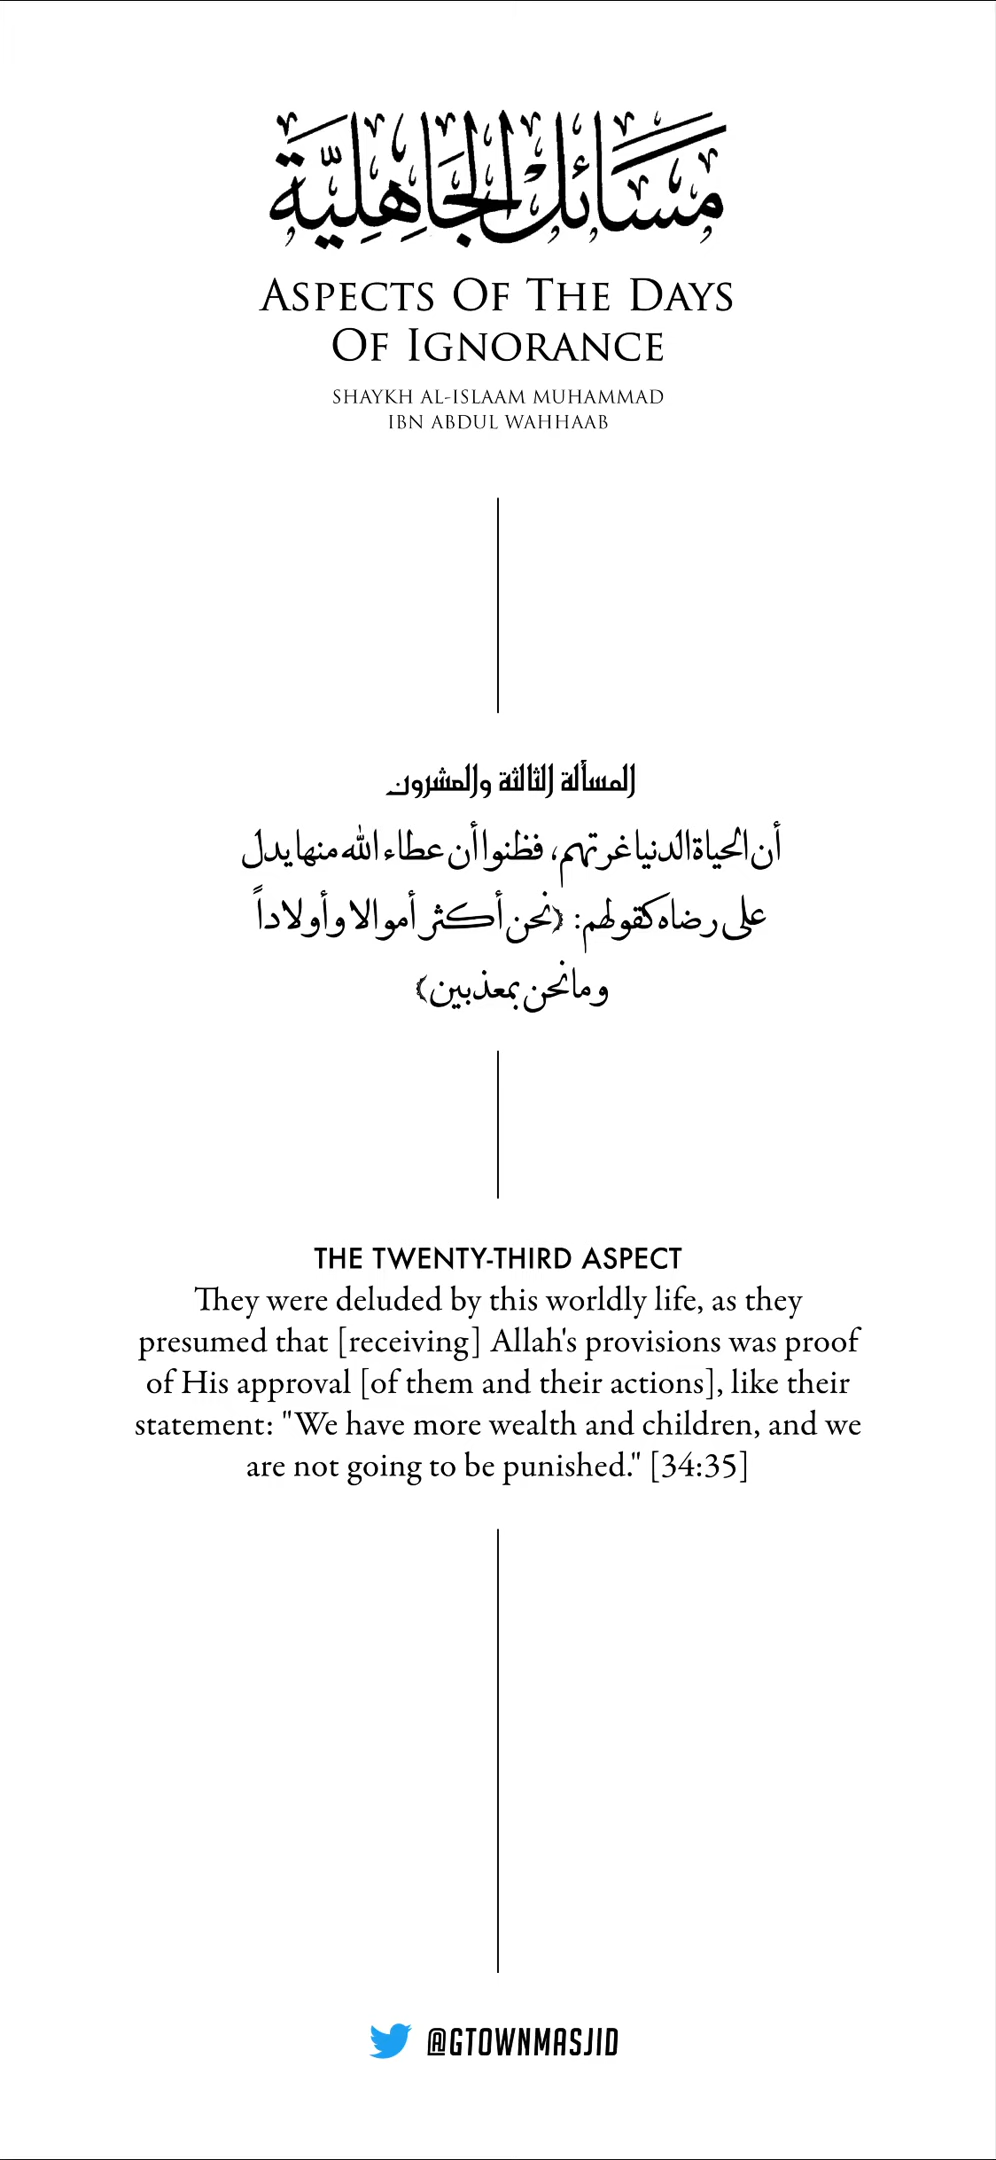 مَسَائِلُ الْجَاهِلِيَّةِ
ASPECTS OF THE DAYS
OF IGNORANCE
SHAYKH AL-ISLAAM MUHAMMAD
IBN ABDUL WAHHAAB
المسألة الثالثة والعشرون
أن الحياة الدنيا غرتهم، فظنوا أن عطاء الله منها يدل
على رضاه كقولهم: ﴿نحن أكثر أموالا وأولاداً
وما نحن بمعذبين﴾
THE TWENTY-THIRD ASPECT
They were deluded by this worldly life, as they
presumed that [receiving] Allah's provisions was proof
of His approval [of them and their actions], like their
statement: "We have more wealth and children, and we
are not going to be punished." [34:35]
@GTOWNMASJID